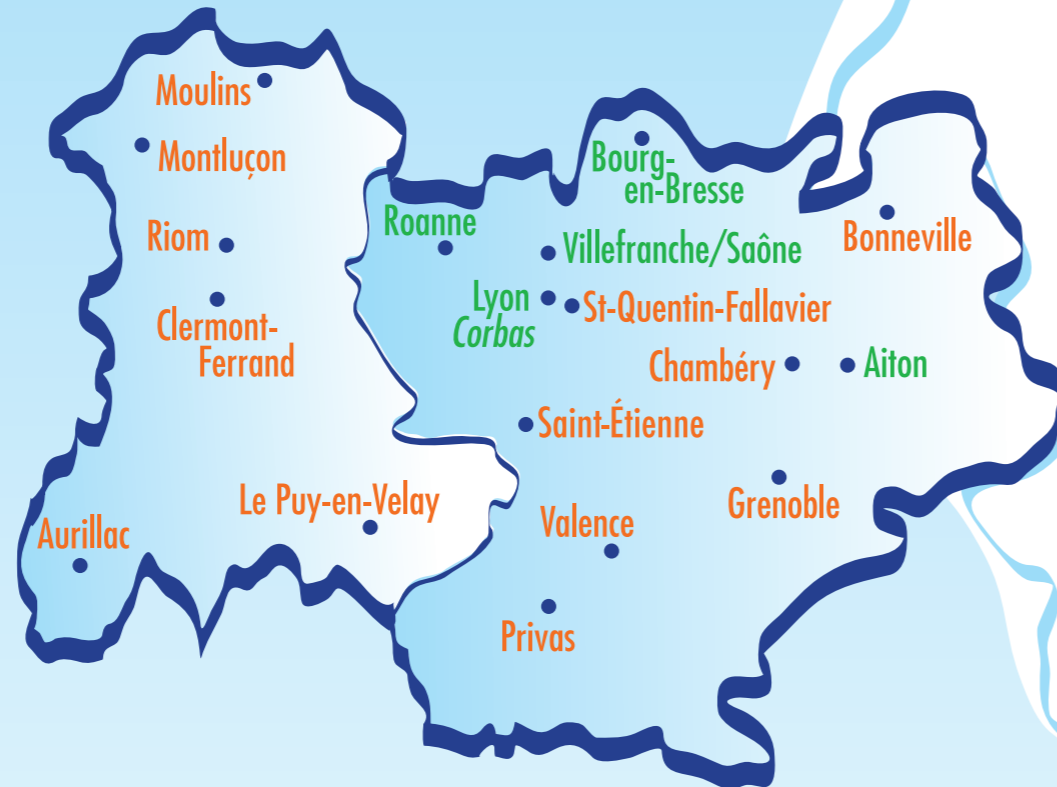 Moulins
Montluçon
Bourg-
en-Bresse
Roanne
Bonneville
Riom
Villefranche/Saône
Lyon
Corbas
St-Quentin-Fallavier
Clermont-
Ferrand
Chambéry
Aiton
Saint-Étienne
Le Puy-en-Velay
Grenoble
Valence
Aurillac
Privas